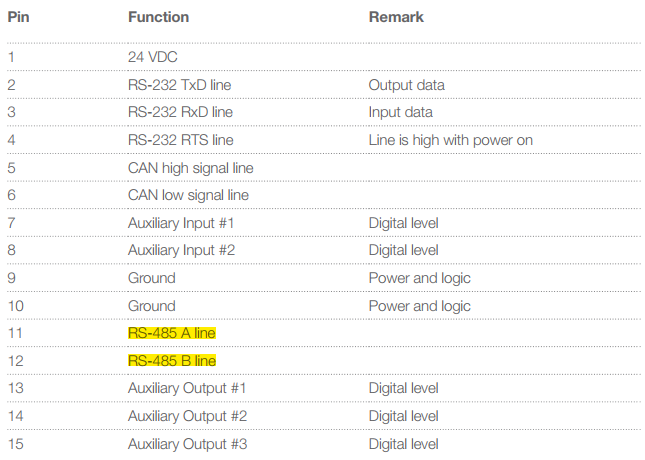 Pin Function Remark
1 24 VDC
2 RS-232 TxD line Output data
3 RS-232 RxD line Input data
4 RS-232 RTS line Line is high with power on
5 CAN high signal line
6 CAN low signal line
7 Auxiliary Input #1 Digital level
8 Auxiliary Input #2 Digital level
9 Ground Power and logic
10 Ground Power and logic
11 RS-485 A line
12 RS-485 B line
13 Auxiliary Output #1 Digital level
14 Auxiliary Output #2 Digital level
15 Auxiliary Output #3 Digital level